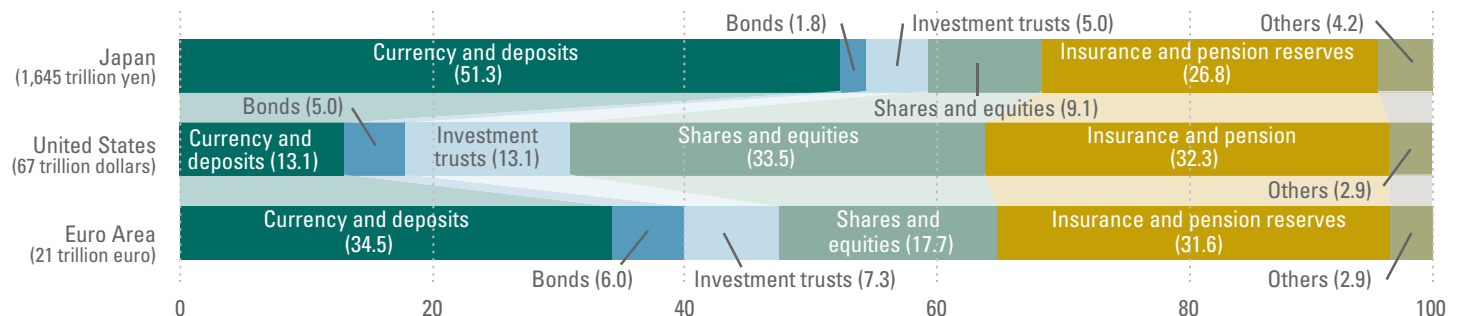 Bonds (1.8)
Investment trusts (5.0)
Others (4.2)
Japan
(1,645 trillion yen)
Currency and deposits
(51.3)
Insurance and pension reserves
(26.8)
Bonds (5.0)
Shares and equities (9.1)
United States
(67 trillion dollars)
Currency and
deposits (13.1)
Investment
trusts (13.1)
Shares and equities
(33.5)
Insurance and pension
(32.3)
Others (2.9)
Euro Area
(21 trillion euro)
Currency and deposits
(34.5)
Shares and
equities (17.7)
Insurance and pension reserves
(31.6)
Bonds (6.0)
Investment trusts (7.3)
Others (2.9)
0
20
40
60
80
100